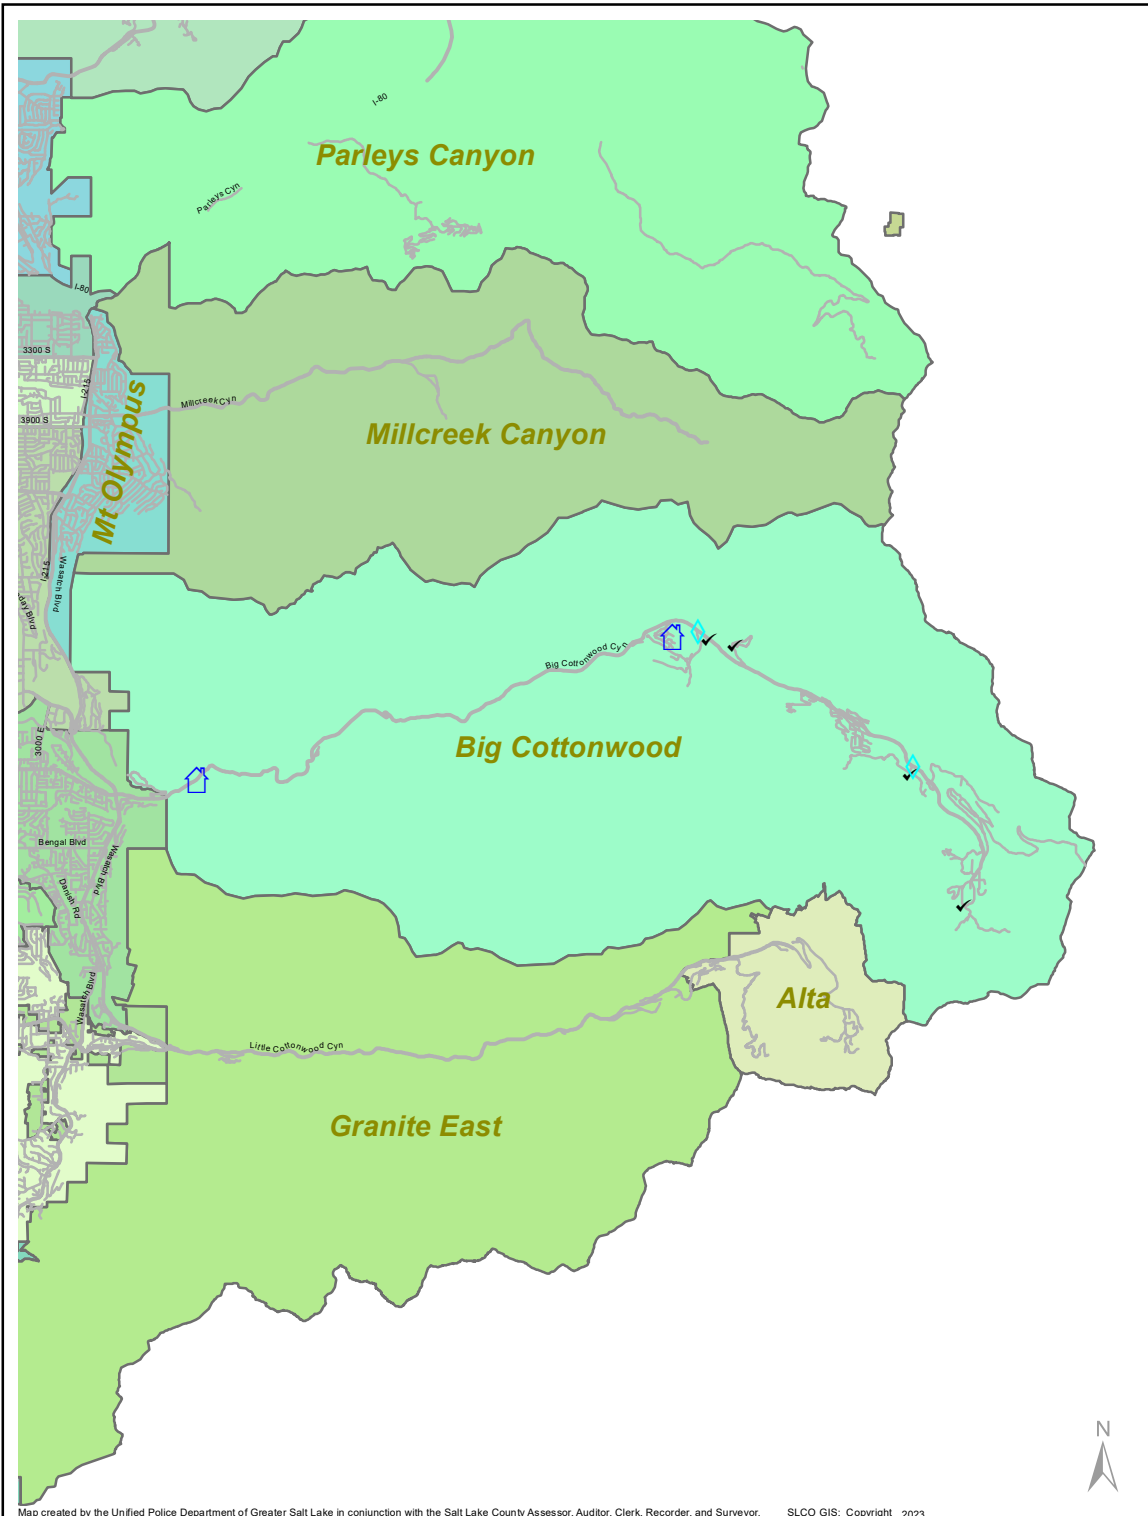 I-80
Parleys Canyon
Parleys Cyn
I-80
3300 S
I-215
Millcreek Cyn
3900 S
Mt Olympus
Millcreek Canyon
I-215
Wasatch Blvd
day Blvd
Big Cottonwood Cyn
3000 E
Big Cottonwood
Bengal Blvd
Wasatch Blvd
Danish Rd
Wasatch Blvd
Alta
Little Cottonwood Cyn
Granite East
N
Map created by the Unified Police Department of Greater Salt Lake in conjunction with the Salt Lake County Assessor, Auditor, Clerk, Recorder, and Surveyor. SLCO GIS: Copyright 2023